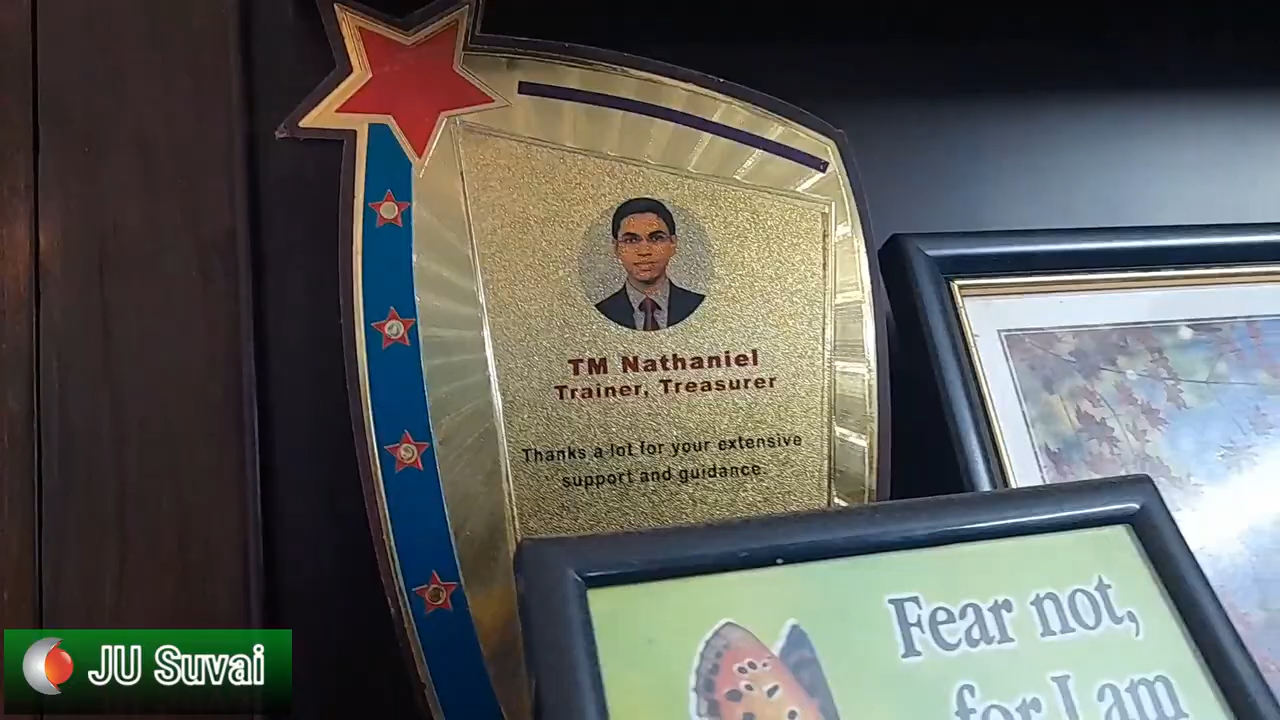 TM Nathaniel
Trainer, Treasurer
Thanks a lot for your extensive
support and guidance.
Fear not,
for I am
JU Suvai